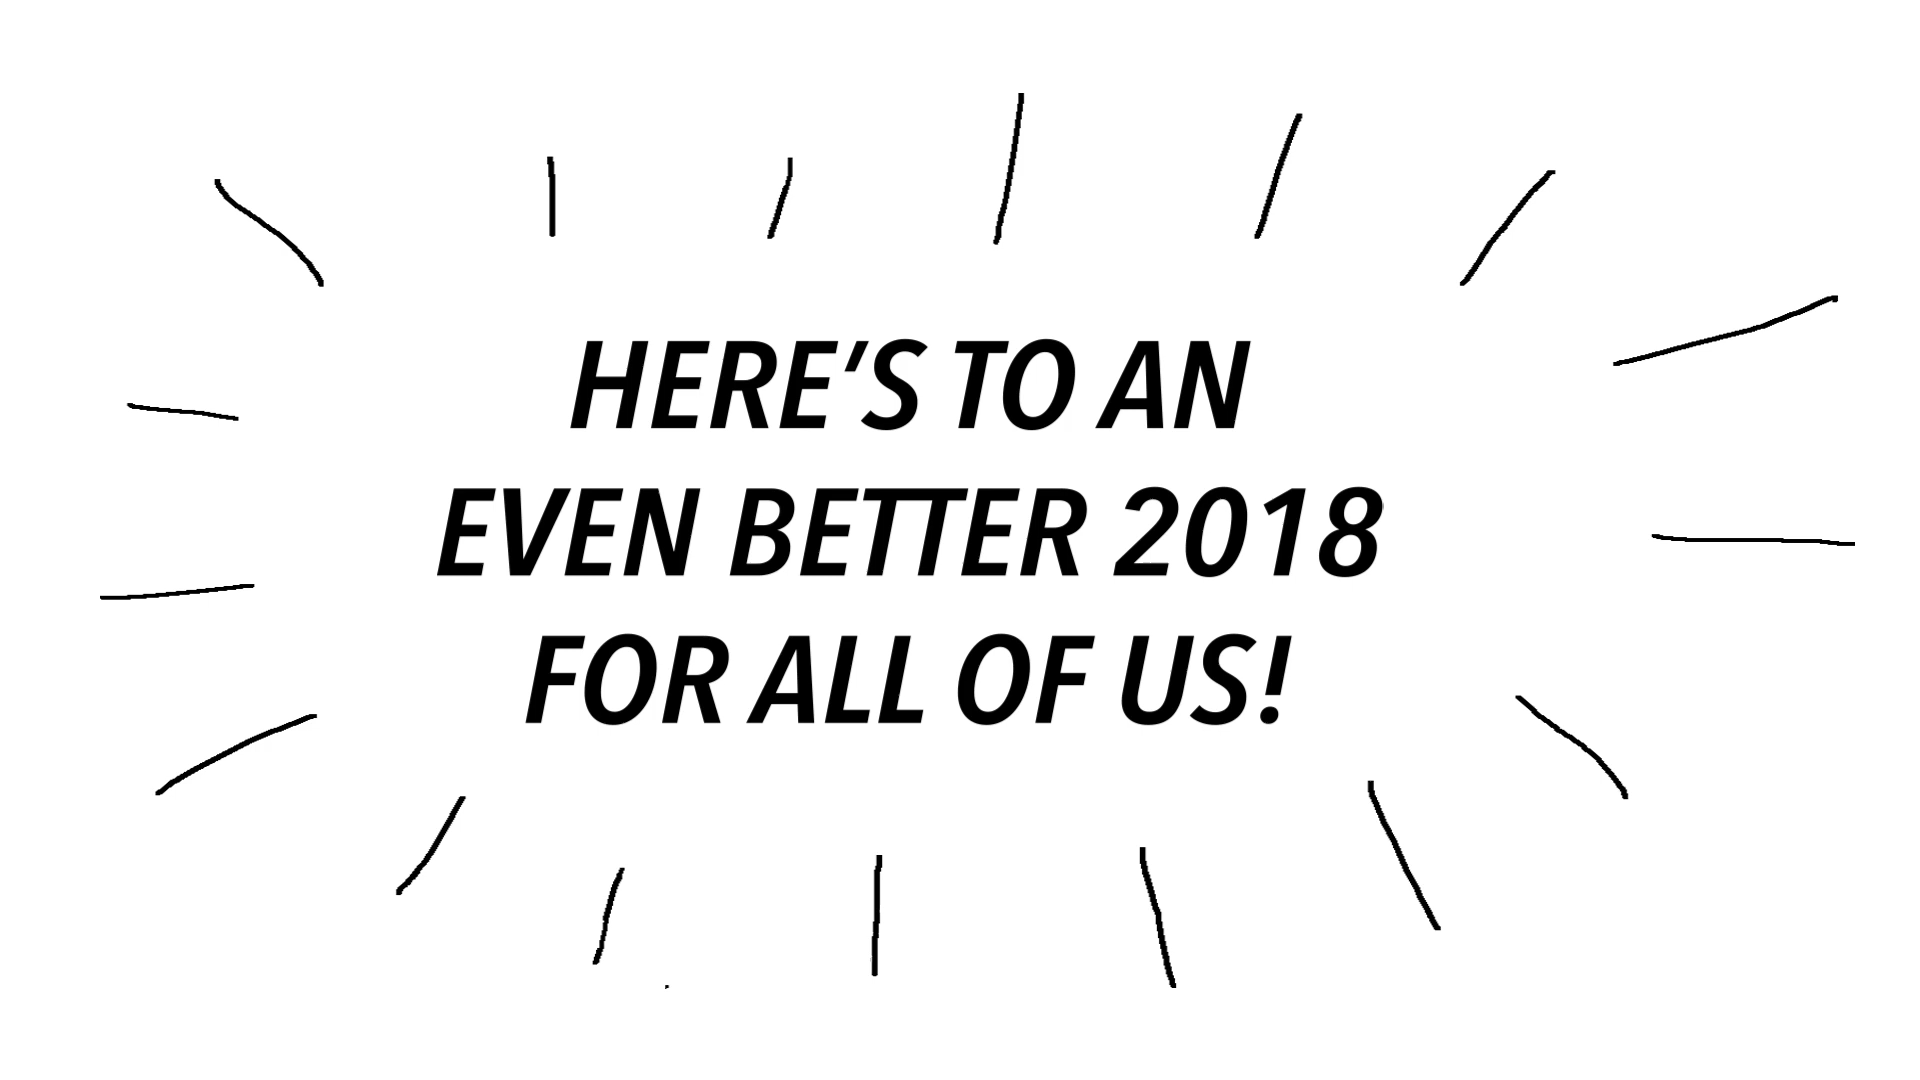 HERE’S TO AN
EVEN BETTER 2018
FOR ALL OF US!